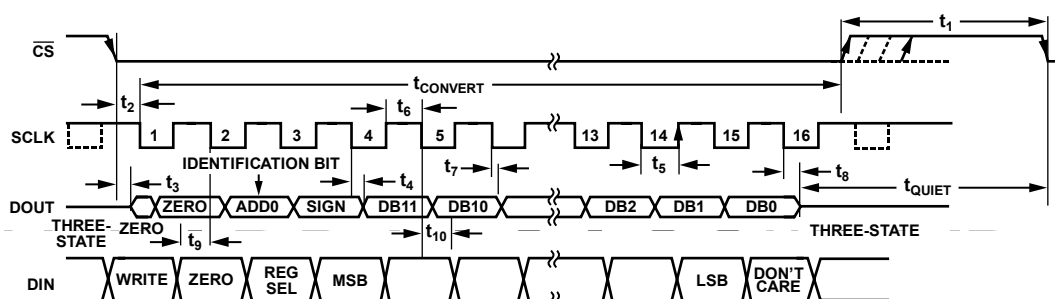 t1
CS
tCONVERT
t2
t6
SCLK
1 2 3 4 5 13 14 15 16
IDENTIFICATION BIT
t7 t5 t8
t3 t4 tQUIET
DOUT ZERO ADD0 SIGN DB11 DB10 DB2 DB1 DB0
THREE-STATE ZERO THREE-STATE
t9 t10
DIN WRITE ZERO REG SEL MSB LSB DON'T CARE